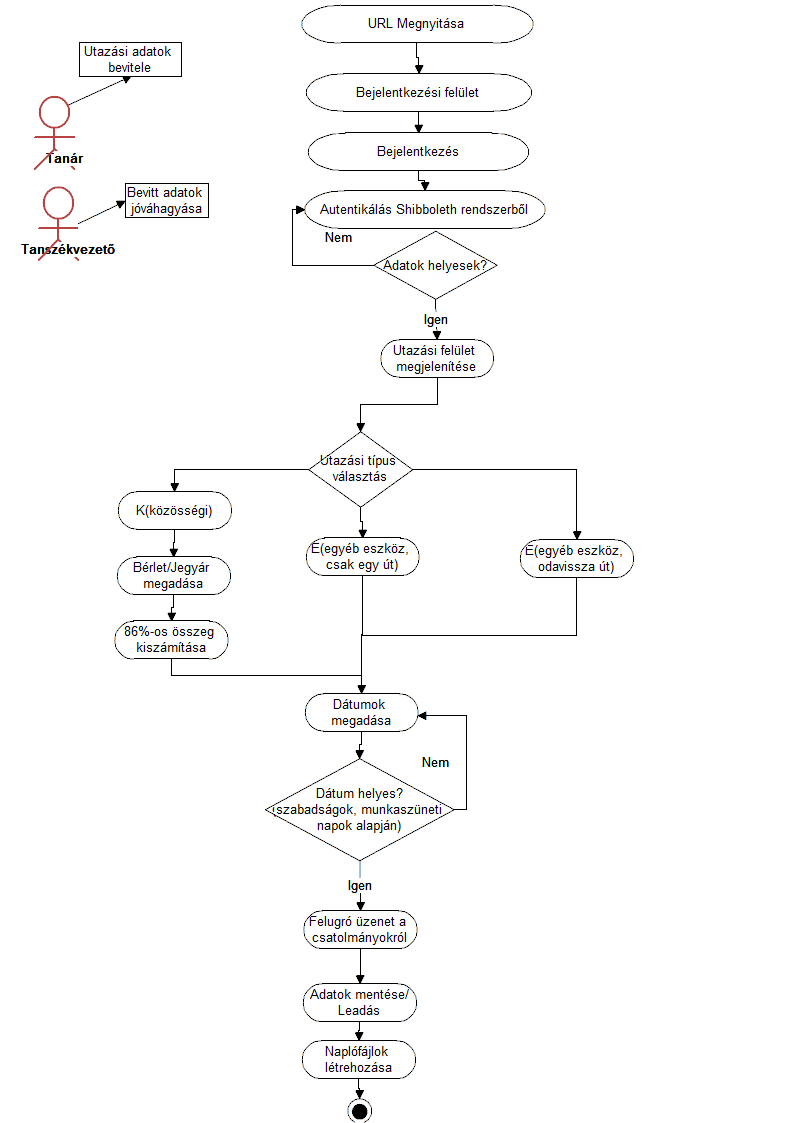 URL Megnyitása
Utazási adatok
bevitele
Bejelentkezési felület
Tanár
Bejelentkezés
Bevitt adatok
jóváhagyása
Tanszékvezető
Autentikálás Shibboleth rendszerből
Nem
Adatok helyesek?
Igen
Utazási felület
megjelenítése
Utazási típus
választás
K(közösségi)
Bérlet/Jegyár
megadása
86%-os összeg
kiszámítása
E(egyéb eszköz,
csak egy út)
E(egyéb eszköz,
odavissza út)
Dátumok
megadása
Nem
Dátum helyes?
(szabadságok, munkaszüneti
napok alapján)
Igen
Felugró üzenet a
csatolmányokról
Adatok mentése/
Leadás
Naplófájlok
létrehozása